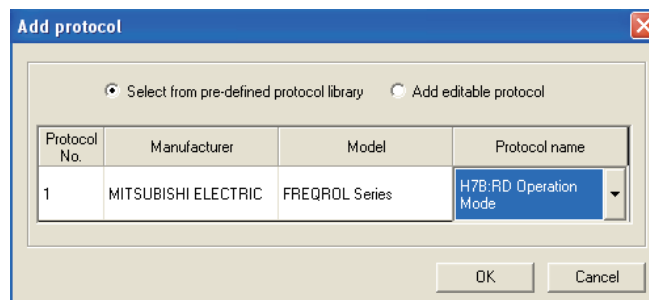 Add protocol
Select from pre-defined protocol library
Add editable protocol
Protocol
No.
Manufacturer
Model
Protocol name
1
MITSUBISHI ELECTRIC
FREQROL Series
H7B:RD Operation
Mode
OK
Cancel